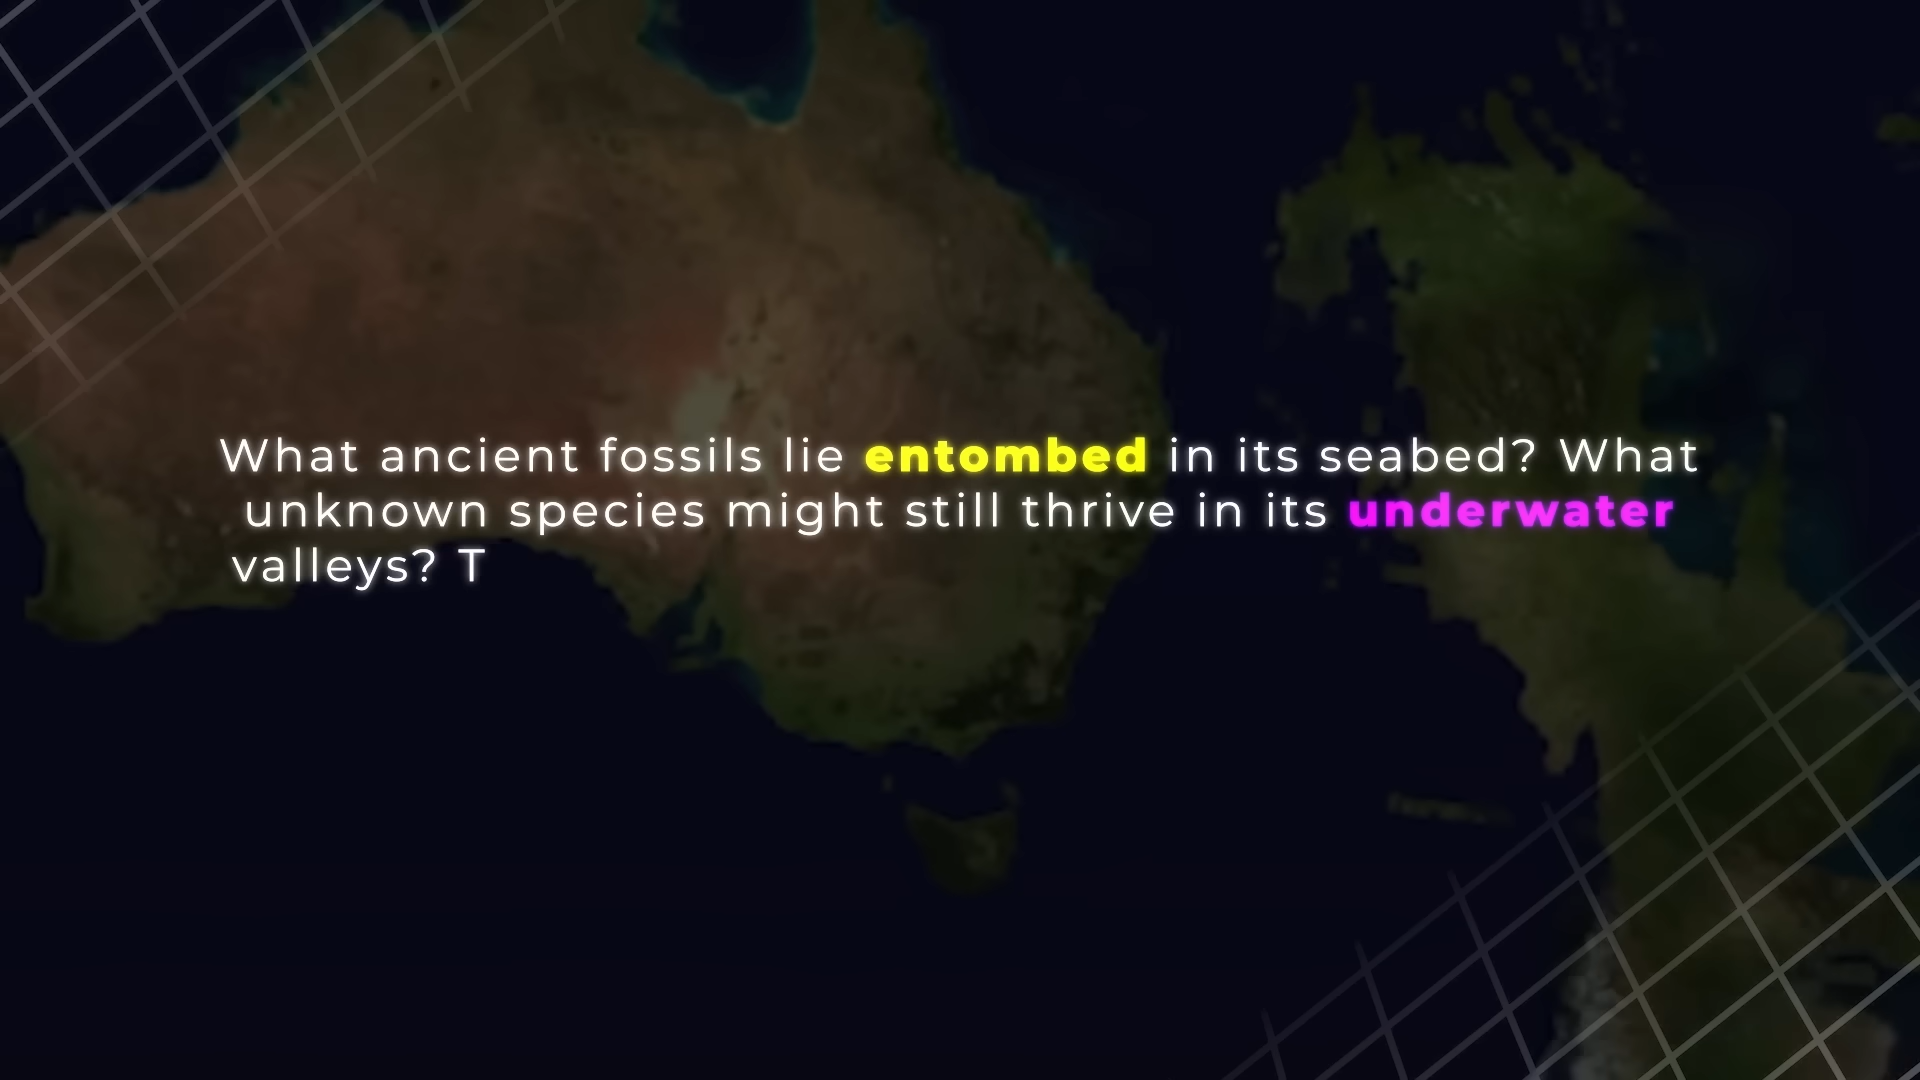 What ancient fossils lie entombed in its seabed? What
unknown species might still thrive in its underwater
valleys? T